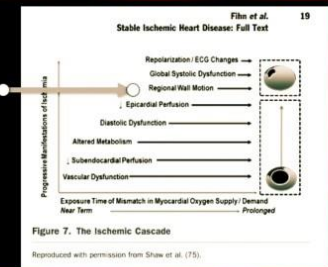 Fihn et al. 19
Stable Ischemic Heart Disease: Full Text
Repolarization / ECG Changes
Global Systolic Dysfunction
Regional Wall Motion
↓ Epicardial Perfusion
Diastolic Dysfunction
Altered Metabolism
↓ Subendocardial Perfusion
Vascular Dysfunction
Progressive Manifestations of Ischemia
Exposure Time of Mismatch in Myocardial Oxygen Supply / Demand
Near Term Prolonged
Figure 7. The Ischemic Cascade
Reproduced with permission from Shaw et al. (75).